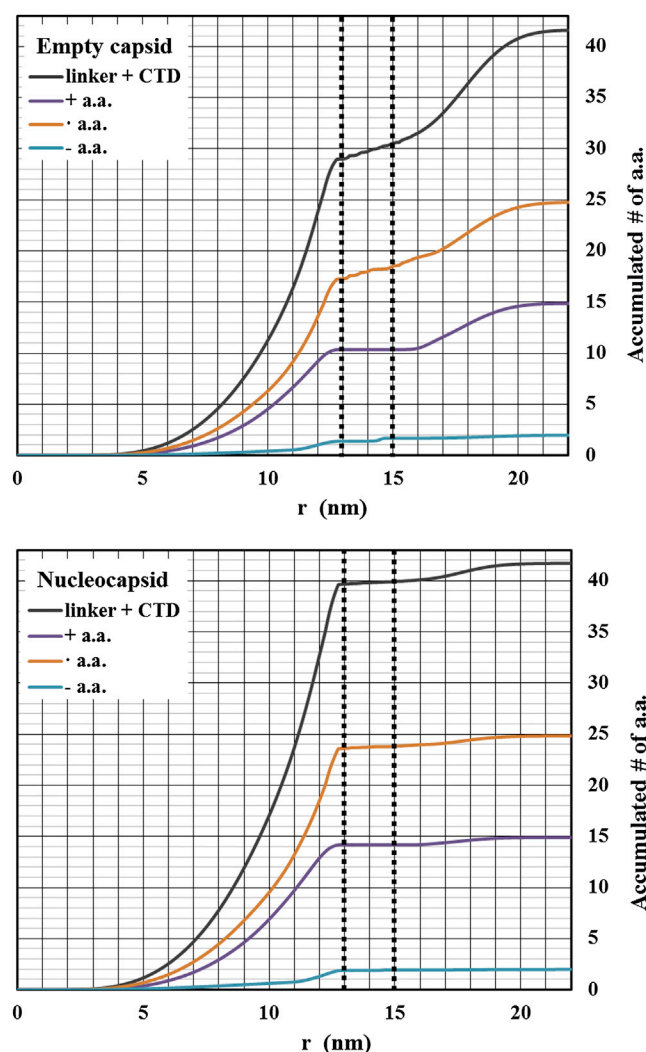 Empty capsid
linker + CTD
+ a.a.
· a.a.
- a.a.
40
35
30
25
20
15
10
5
0
Accumulated # of a.a.
0 5 10 15 20
r (nm)
Nucleocapsid
linker + CTD
+ a.a.
· a.a.
- a.a.
40
35
30
25
20
15
10
5
0
Accumulated # of a.a.
0 5 10 15 20
r (nm)